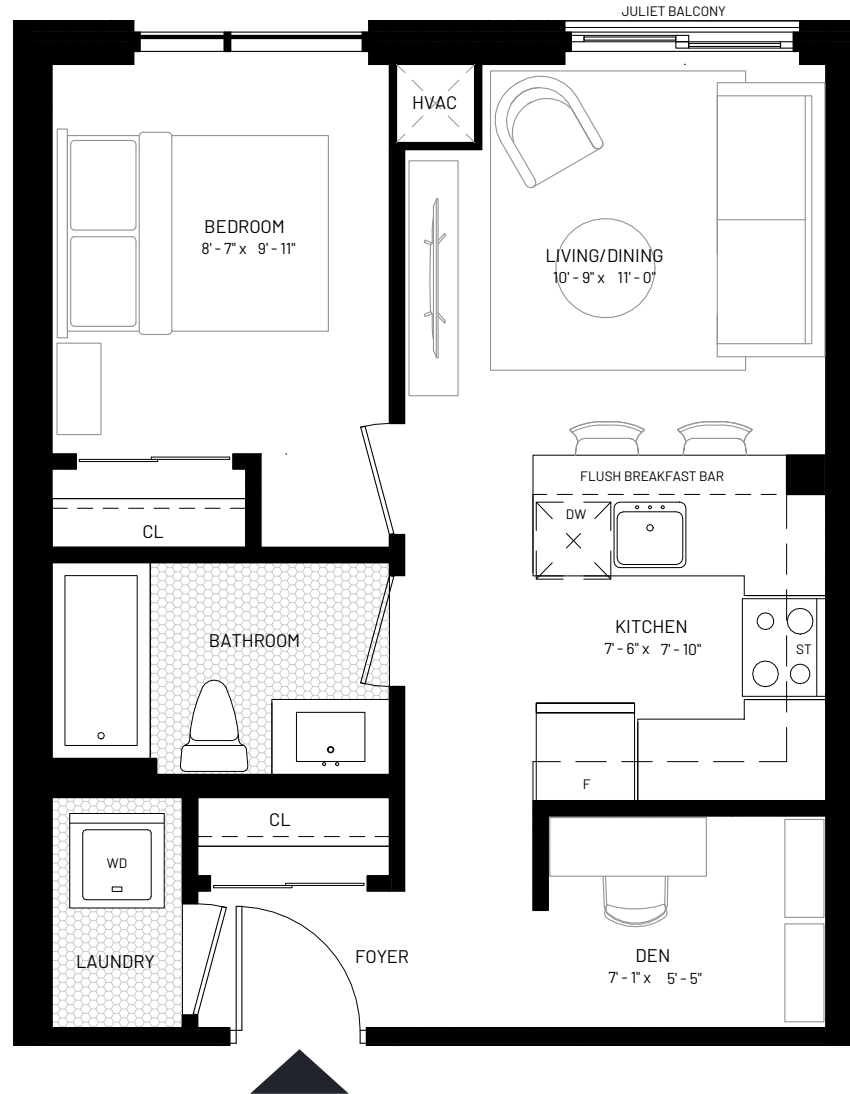 JULIET BALCONY
HVAC
BEDROOM
8' - 7" x 9' - 11"
LIVING/DINING
10' - 9" x 11' - 0"
FLUSH BREAKFAST BAR
DW
CL
KITCHEN
7' - 6" x 7' - 10"
ST
BATHROOM
F
CL
WD
LAUNDRY
FOYER
DEN
7' - 1" x 5' - 5"